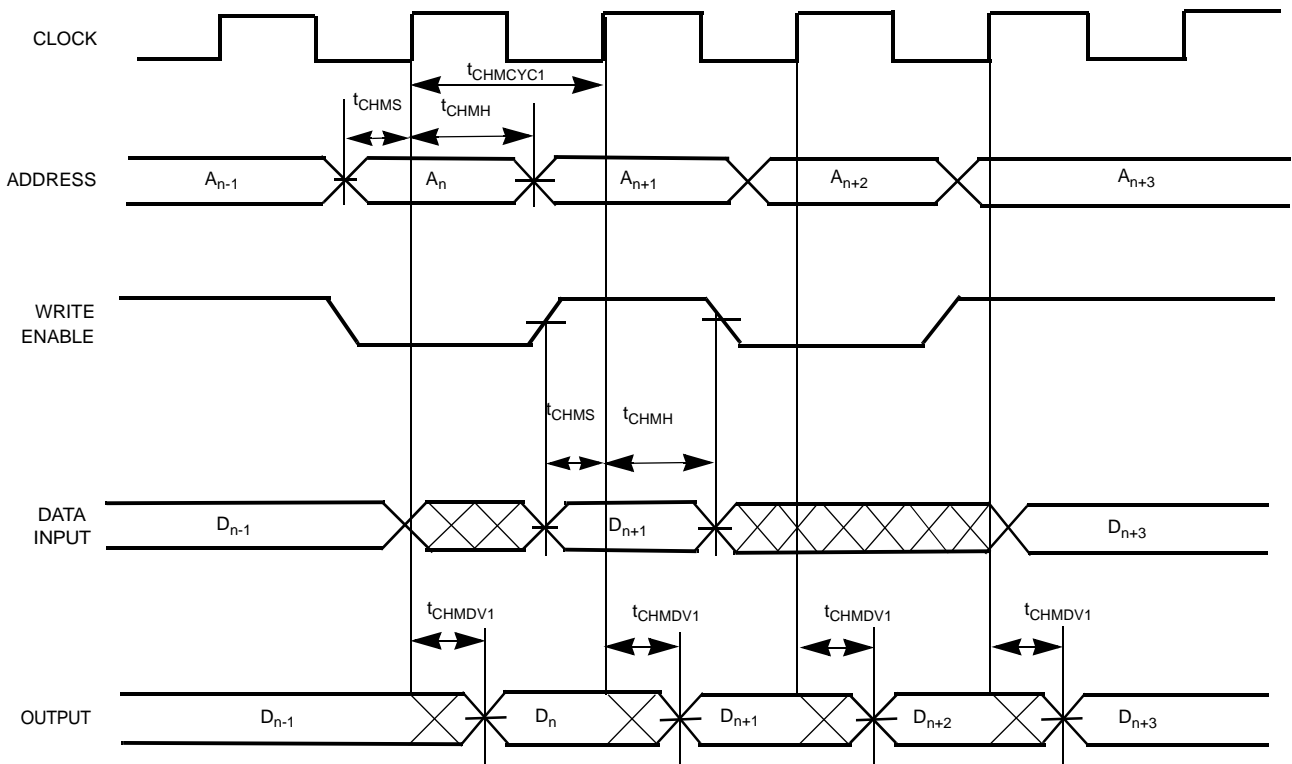 CLOCK
tCHMCYC1
tCHMS tCHMH
ADDRESS An-1 An An+1 An+2 An+3
WRITE
ENABLE
tCHMS tCHMH
DATA
INPUT
Dn-1 Dn+1 Dn+3
tCHMDV1 tCHMDV1 tCHMDV1 tCHMDV1
OUTPUT Dn-1 Dn Dn+1 Dn+2 Dn+3